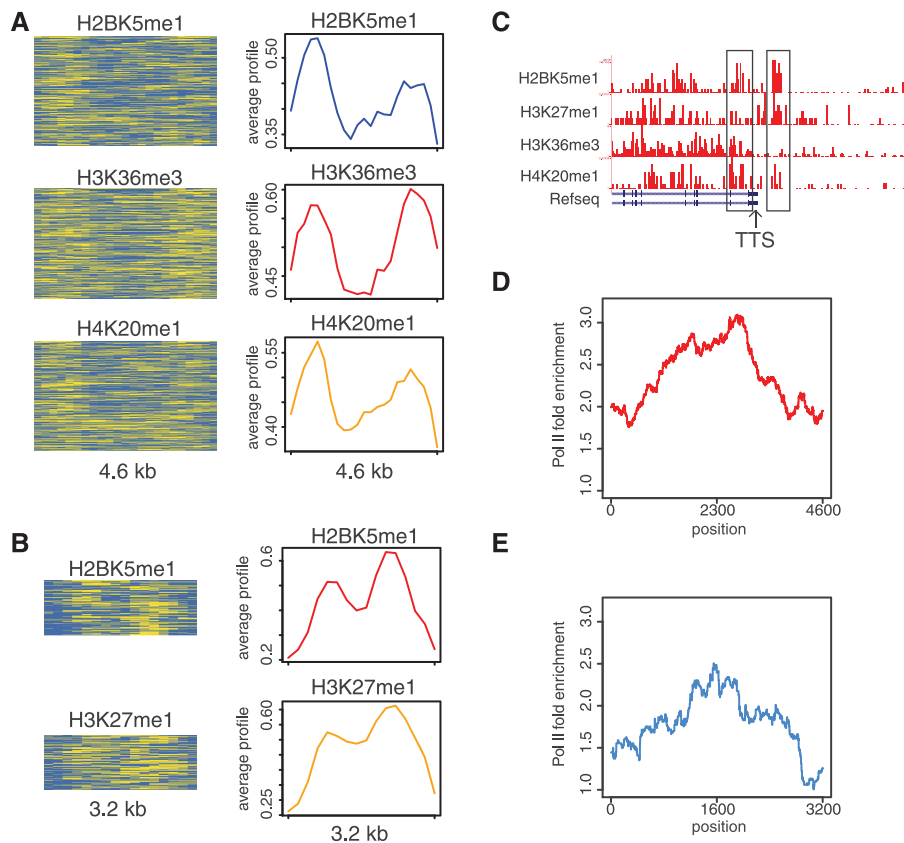 A
H2BK5me1
average profile
0.50
0.35
H3K36me3
H3K36me3
average profile
0.60
0.45
H4K20me1
H4K20me1
average profile
0.55
0.40
4.6 kb
4.6 kb
B
H2BK5me1
H2BK5me1
average profile
0.6
0.2
H3K27me1
H3K27me1
average profile
0.60
0.25
3.2 kb
3.2 kb
C
H2BK5me1
H3K27me1
H3K36me3
H4K20me1
Refseq
TTS
D
Pol II fold enrichment
3.0
2.5
2.0
1.5
1.0
0
2300
4600
position
E
Pol II fold enrichment
3.0
2.5
2.0
1.5
1.0
0
1600
3200
position